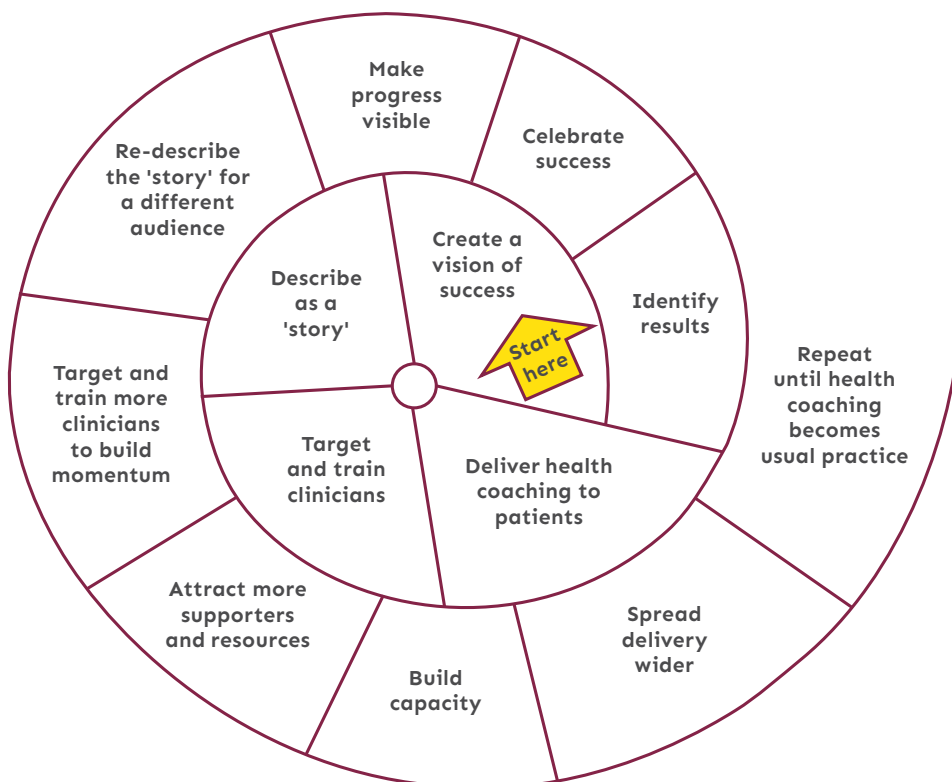 Start
here
Create a
vision of
success
Describe
as a
'story'
Target
and train
clinicians
Deliver health
coaching to
patients
Identify
results
Celebrate
success
Make
progress
visible
Re-describe
the 'story' for
a different
audience
Target and
train more
clinicians
to build
momentum
Attract more
supporters
and resources
Build
capacity
Spread
delivery
wider
Repeat
until health
coaching
becomes
usual practice